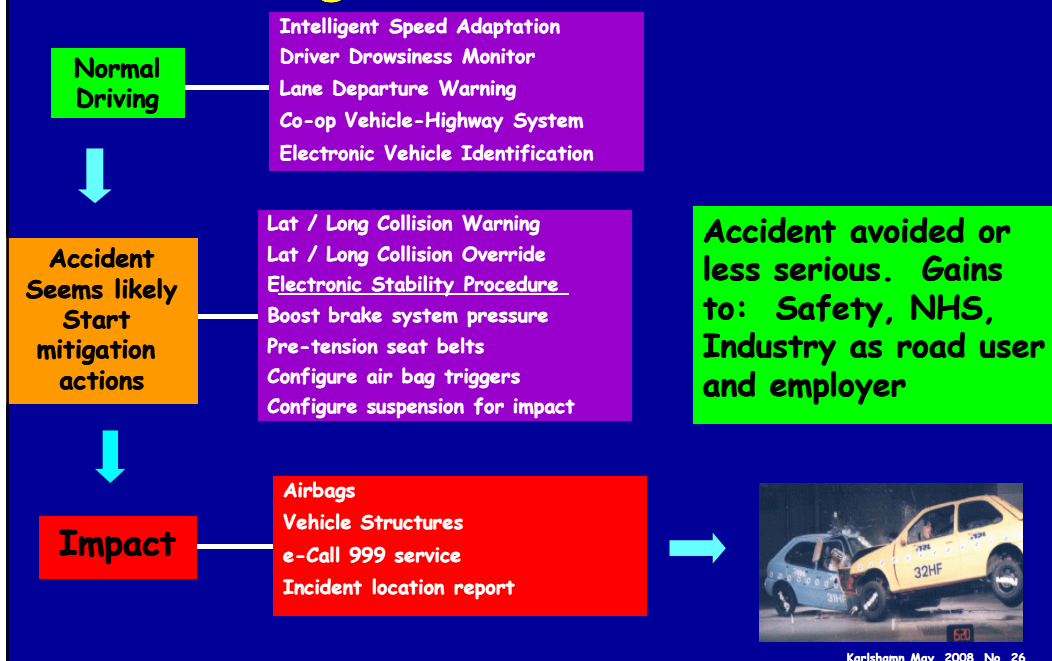 Normal
Driving
Intelligent Speed Adaptation
Driver Drowsiness Monitor
Lane Departure Warning
Co-op Vehicle-Highway System
Electronic Vehicle Identification
Accident
Seems likely
Start
mitigation
actions
Lat / Long Collision Warning
Lat / Long Collision Override
Electronic Stability Procedure
Boost brake system pressure
Pre-tension seat belts
Configure air bag triggers
Configure suspension for impact
Accident avoided or
less serious. Gains
to: Safety, NHS,
Industry as road user
and employer
Impact
Airbags
Vehicle Structures
e-Call 999 service
Incident location report
32HF
31HF
620
Karlshamn May 2008 No 26